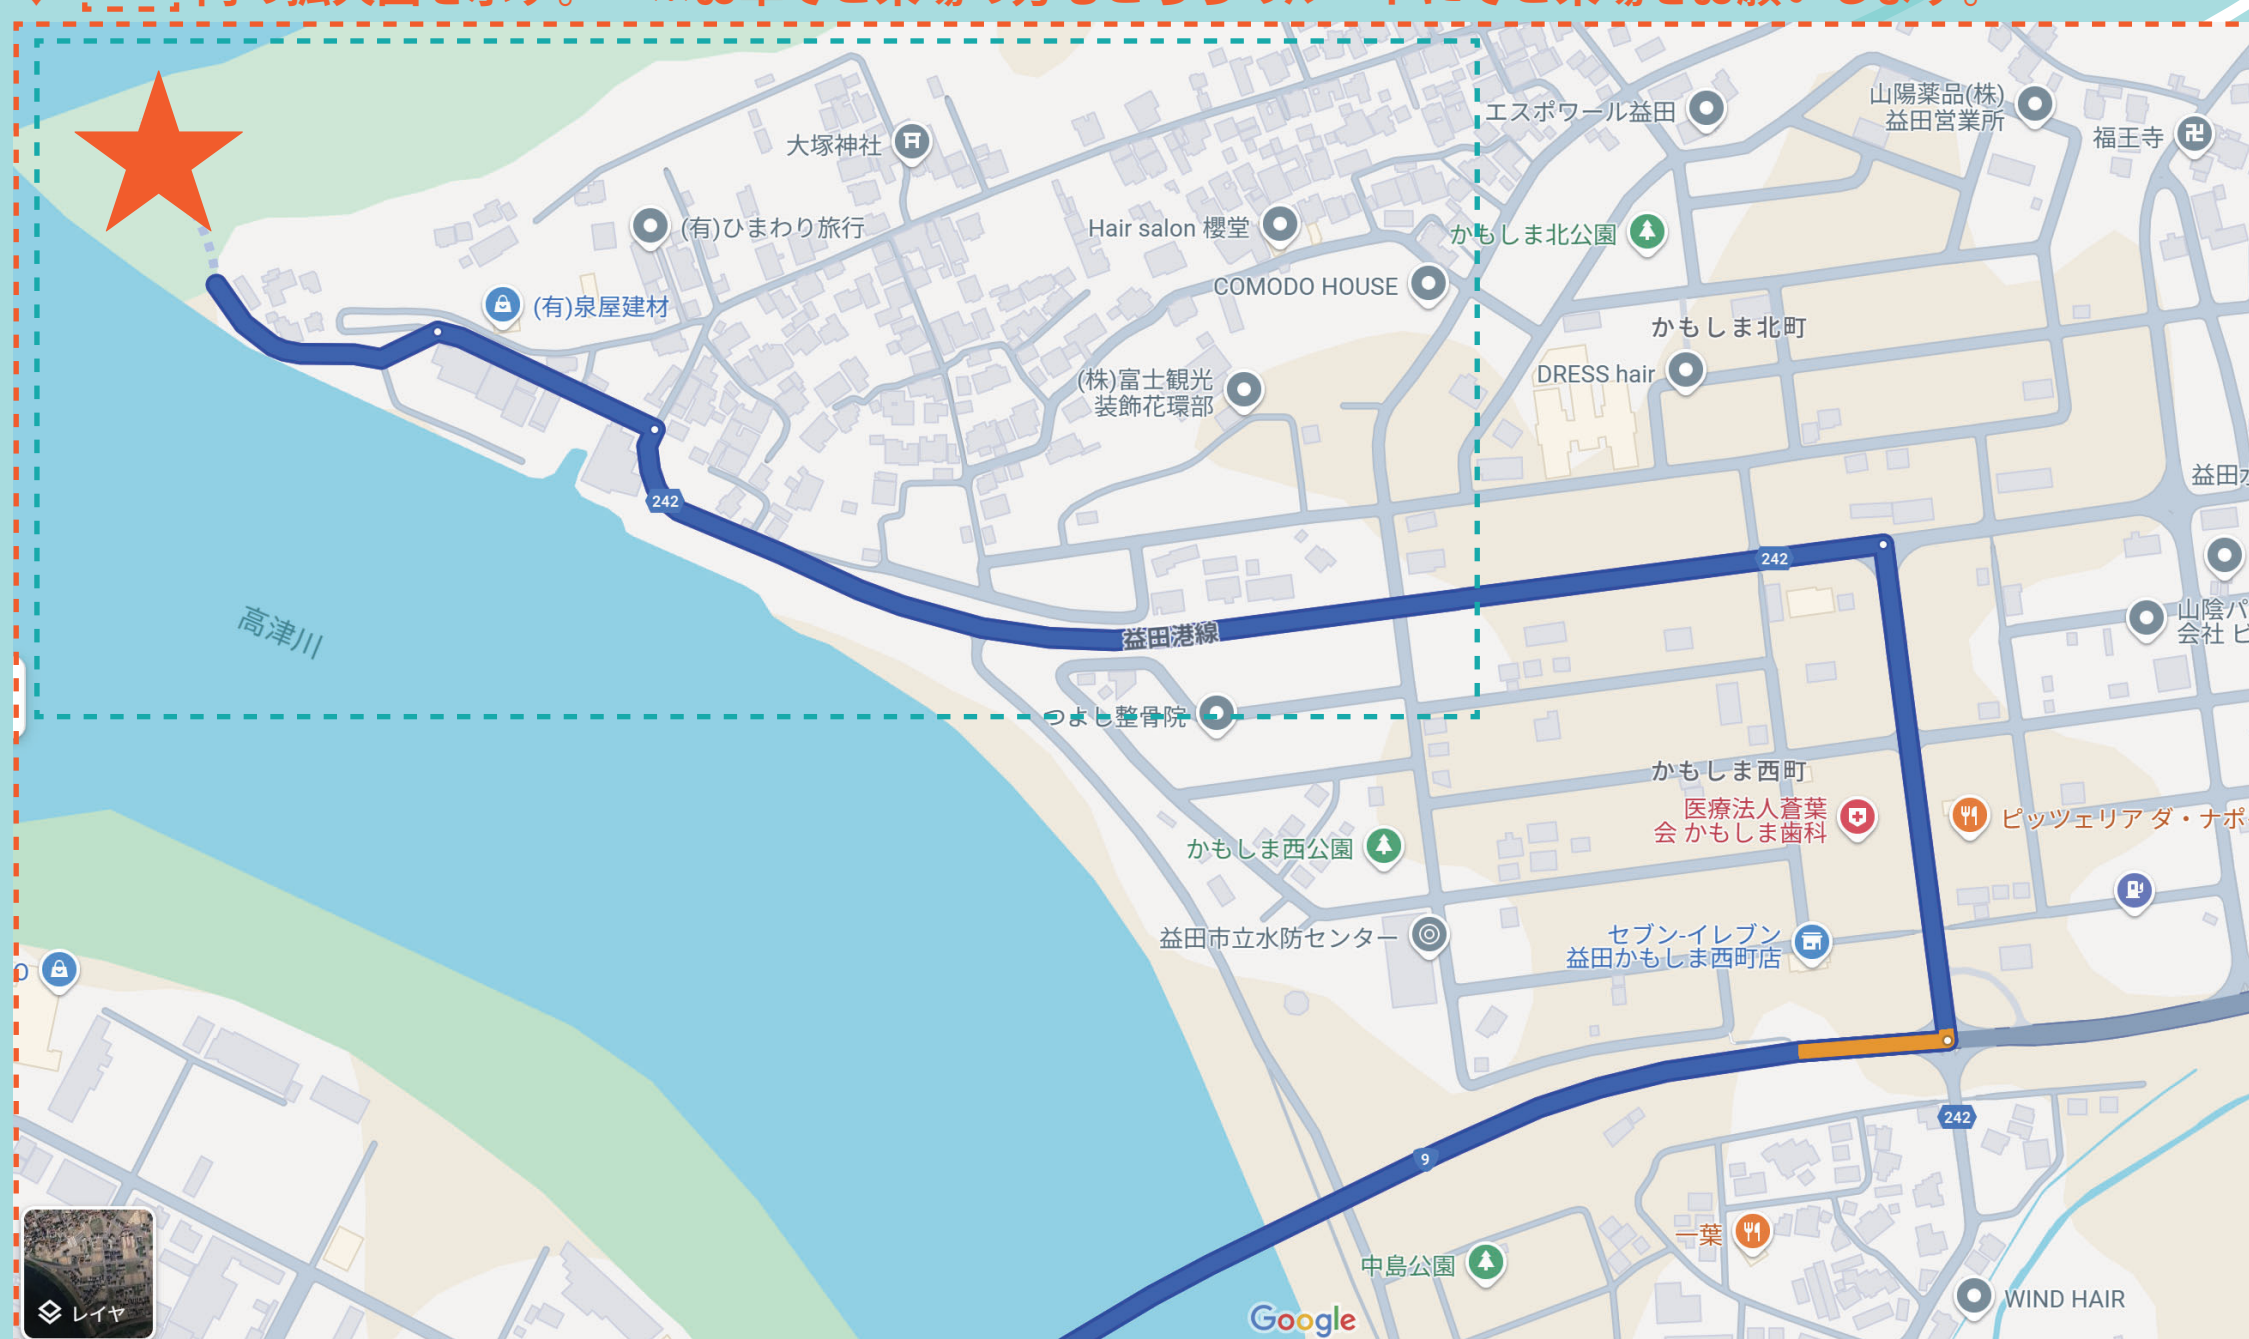 エスポワール益田
山陽薬品(株)
益田営業所
福王寺
大塚神社
(有)ひまわり旅行
Hair salon 櫻堂
かもしま北公園
COMODO HOUSE
(有)泉屋建材
かもしま北町
DRESS hair
(株)富士観光
装飾花環部
益田
242
242
高津川
益田港線
山陰パ
会社 ビ
つよし整骨院
かもしま西町
医療法人蒼葉
会 かもしま歯科
ピッツェリア ダ・ナポ
かもしま西公園
益田市立水防センター
セブン-イレブン
益田かもしま西町店
242
9
一葉
中島公園
WIND HAIR
レイヤ
Google